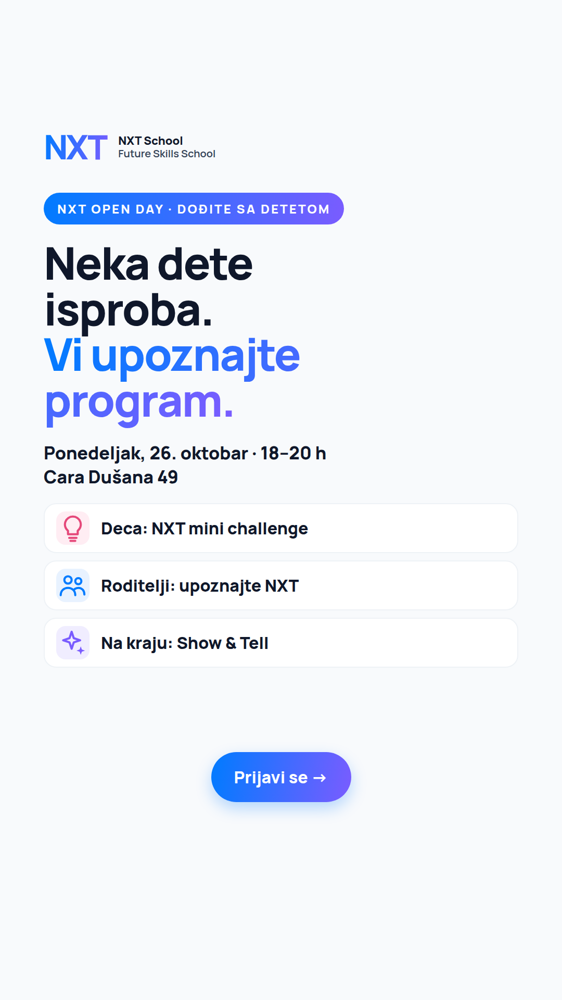 NXT
NXT School
Future Skills School
NXT OPEN DAY · DOĐITE SA DETETOM
Neka dete
isproba.
Vi upoznajte
program.
Ponedeljak, 26. oktobar · 18–20 h
Cara Dušana 49
Deca: NXT mini challenge
Roditelji: upoznajte NXT
Na kraju: Show & Tell
Prijavi se →